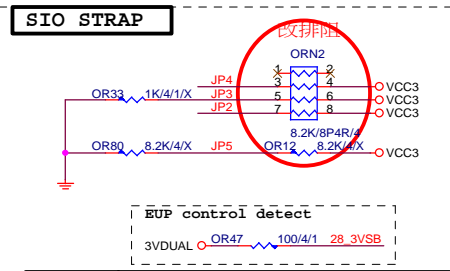 SIO STRAP
改排阻
ORN2
1 2
JP4 3 4 VCC3
OR33 1K/4/1/X JP3 5 6 VCC3
JP2 7 8 VCC3
8.2K/8P4R/4
OR80 8.2K/4/X JP5 OR12 8.2K/4/X VCC3
EUP control detect
3VDUAL OR47 100/4/1 28_3VSB